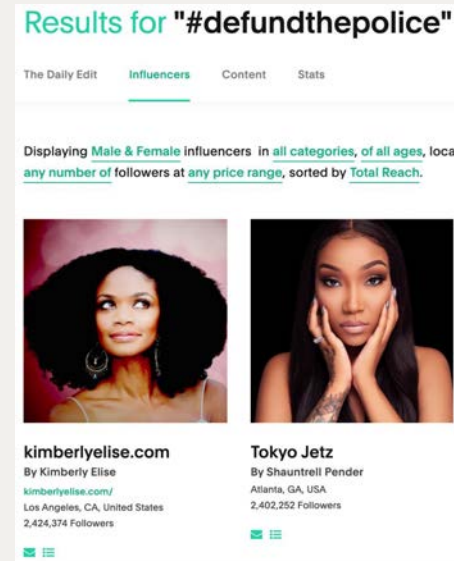 Results for "#defundthepolice"
The Daily Edit Influencers Content Stats
Displaying Male & Female influencers in all categories, of all ages, loca
any number of followers at any price range, sorted by Total Reach.
kimberlyelise.com
By Kimberly Elise
kimberlyelise.com/
Los Angeles, CA, United States
2,424,374 Followers
Tokyo Jetz
By Shauntrell Pender
Atlanta, GA, USA
2,402,252 Followers